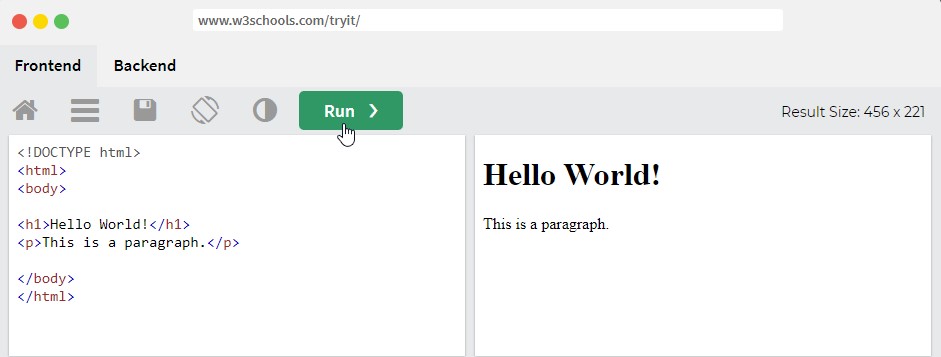 www.w3schools.com/tryit/
Frontend Backend
Run ❯ Result Size: 456 x 221
<!DOCTYPE html>
<html>
<body>
<h1>Hello World!</h1>
<p>This is a paragraph.</p>
</body>
</html>
Hello World!
This is a paragraph.